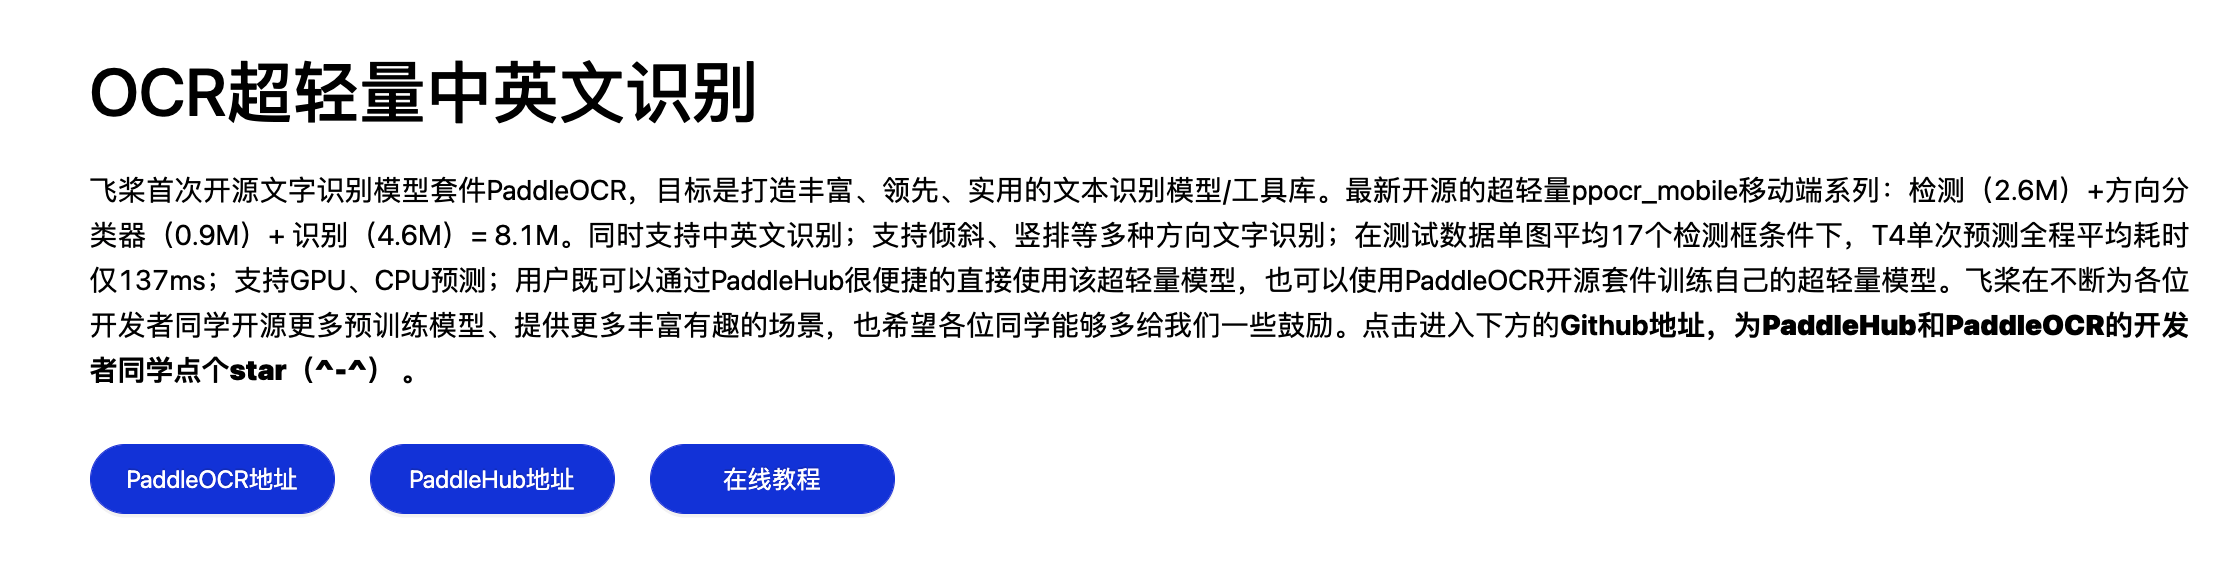 OCR超轻量中英文识别
飞桨首次开源文字识别模型套件PaddleOCR，目标是打造丰富、领先、实用的文本识别模型/工具库。最新开源的超轻量ppocr_mobile移动端系列：检测（2.6M）+方向分
类器（0.9M）+ 识别（4.6M）= 8.1M。同时支持中英文识别；支持倾斜、竖排等多种方向文字识别；在测试数据单图平均17个检测框条件下，T4单次预测全程平均耗时
仅137ms；支持GPU、CPU预测；用户既可以通过PaddleHub很便捷的直接使用该超轻量模型，也可以使用PaddleOCR开源套件训练自己的超轻量模型。飞桨在不断为各位
开发者同学开源更多预训练模型、提供更多丰富有趣的场景，也希望各位同学能够多给我们一些鼓励。点击进入下方的Github地址，为PaddleHub和PaddleOCR的开发
者同学点个star（^-^） 。
PaddleOCR地址 PaddleHub地址 在线教程